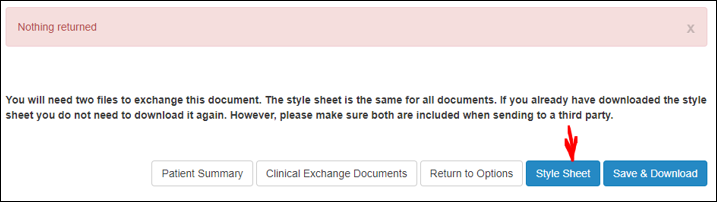 Nothing returned x
You will need two files to exchange this document. The style sheet is the same for all documents. If you already have downloaded the style
sheet you do not need to download it again. However, please make sure both are included when sending to a third party.
Patient Summary Clinical Exchange Documents Return to Options Style Sheet Save & Download